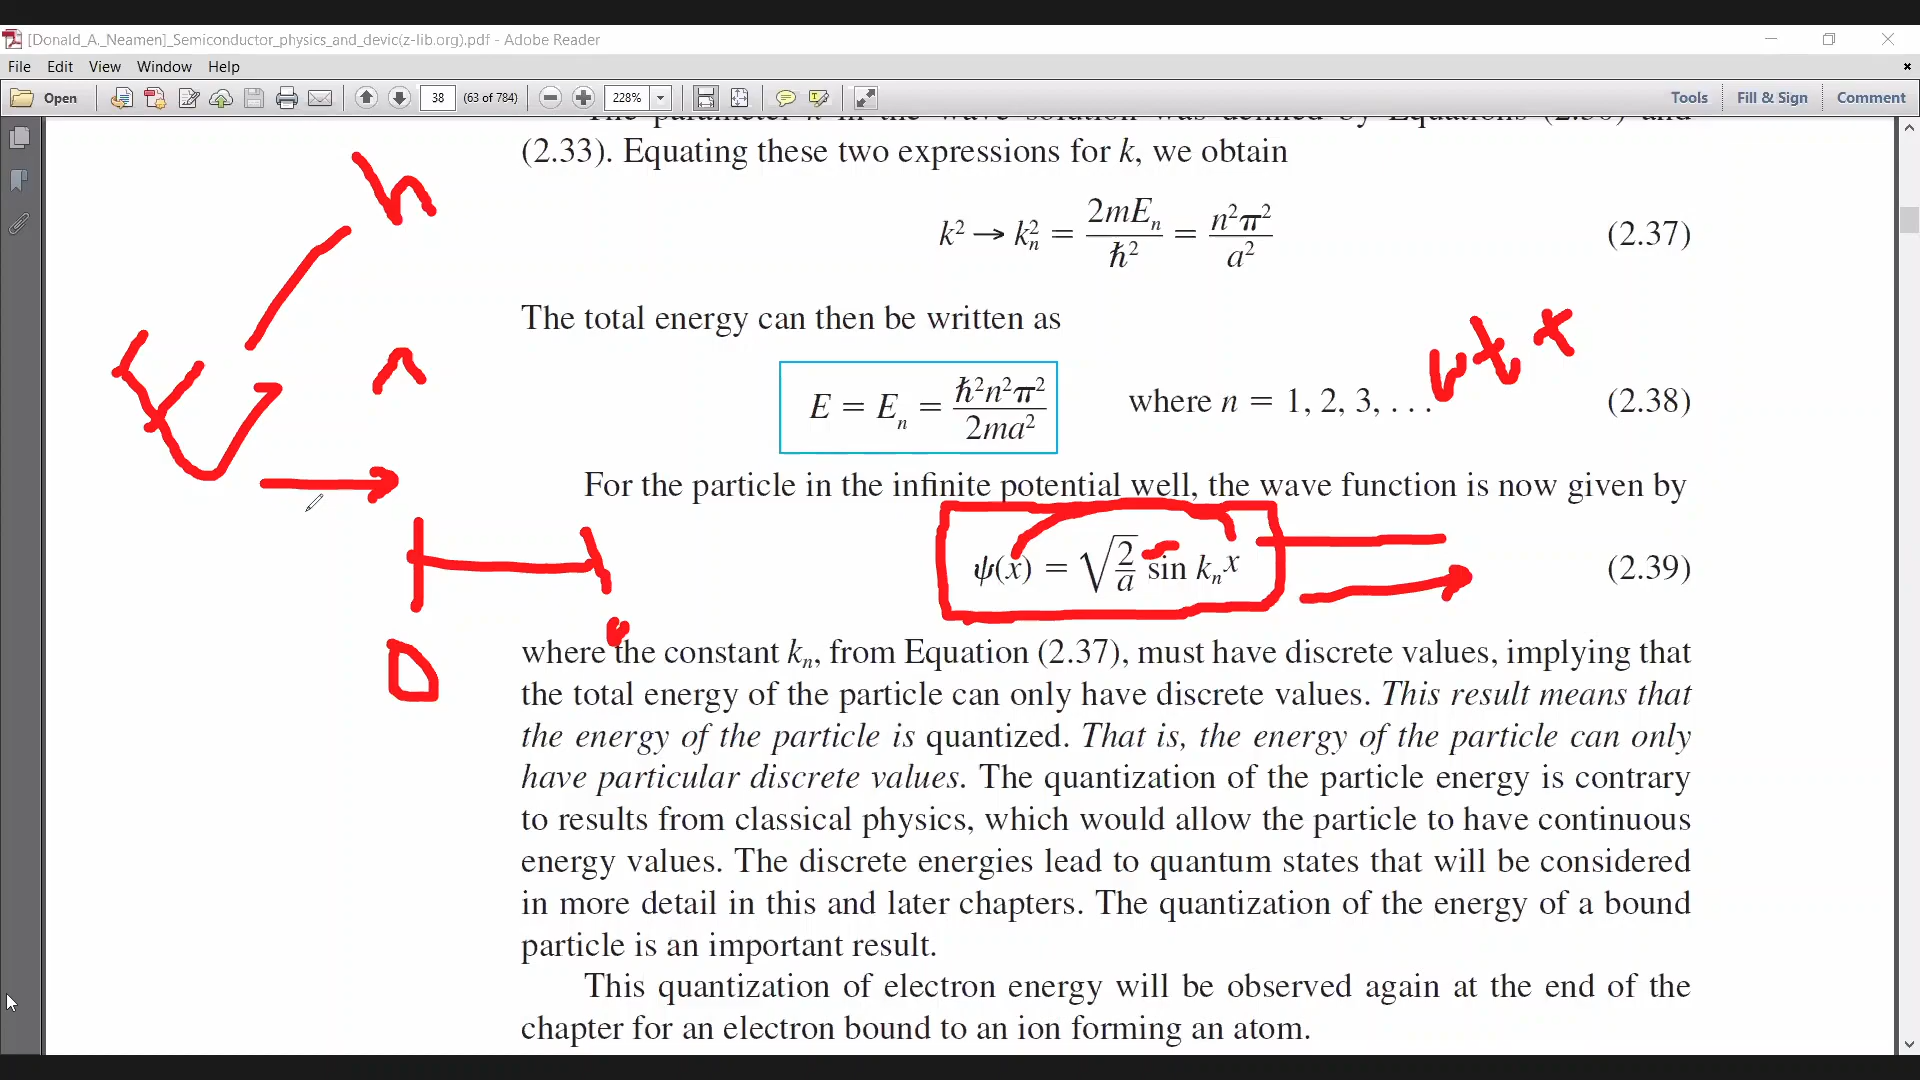 [Donald_A._Neamen]_Semiconductor_physics_and_devic(z-lib.org).pdf - Adobe Reader
File Edit View Window Help
Open 38 (63 of 784) 228% Tools Fill & Sign Comment
(2.33). Equating these two expressions for k, we obtain
k² → kₙ² = 2mEₙ/ħ² = n²π²/a² (2.37)
The total energy can then be written as
E = Eₙ = ħ²n²π²/2ma² where n = 1, 2, 3, . . . (2.38)
For the particle in the infinite potential well, the wave function is now given by
ψ(x) = √(2/a) sin kₙx (2.39)
where the constant kₙ, from Equation (2.37), must have discrete values, implying that
the total energy of the particle can only have discrete values. This result means that
the energy of the particle is quantized. That is, the energy of the particle can only
have particular discrete values. The quantization of the particle energy is contrary
to results from classical physics, which would allow the particle to have continuous
energy values. The discrete energies lead to quantum states that will be considered
in more detail in this and later chapters. The quantization of the energy of a bound
particle is an important result.
This quantization of electron energy will be observed again at the end of the
chapter for an electron bound to an ion forming an atom.